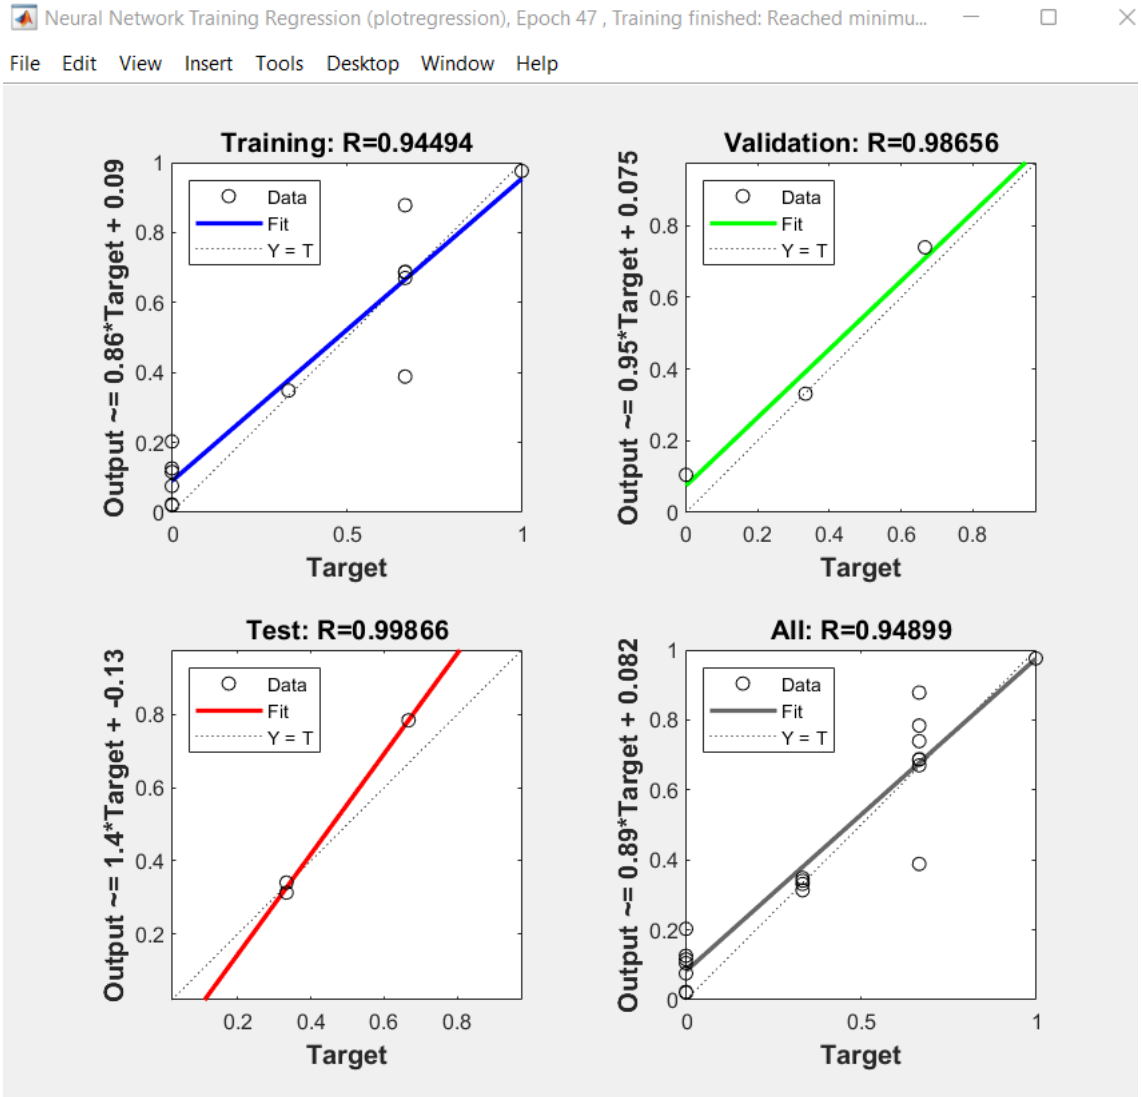 Neural Network Training Regression (plotregression), Epoch 47 , Training finished: Reached minimu...
File Edit View Insert Tools Desktop Window Help
Training: R=0.94494
Output ~= 0.86*Target + 0.09
1
0.8
0.6
0.4
0.2
0
Data
Fit
Y = T
0 0.5 1
Target
Validation: R=0.98656
Output ~= 0.95*Target + 0.075
0.8
0.6
0.4
0.2
0
Data
Fit
Y = T
0 0.2 0.4 0.6 0.8
Target
Test: R=0.99866
Output ~= 1.4*Target + -0.13
0.8
0.6
0.4
0.2
Data
Fit
Y = T
0.2 0.4 0.6 0.8
Target
All: R=0.94899
Output ~= 0.89*Target + 0.082
1
0.8
0.6
0.4
0.2
0
Data
Fit
Y = T
0 0.5 1
Target